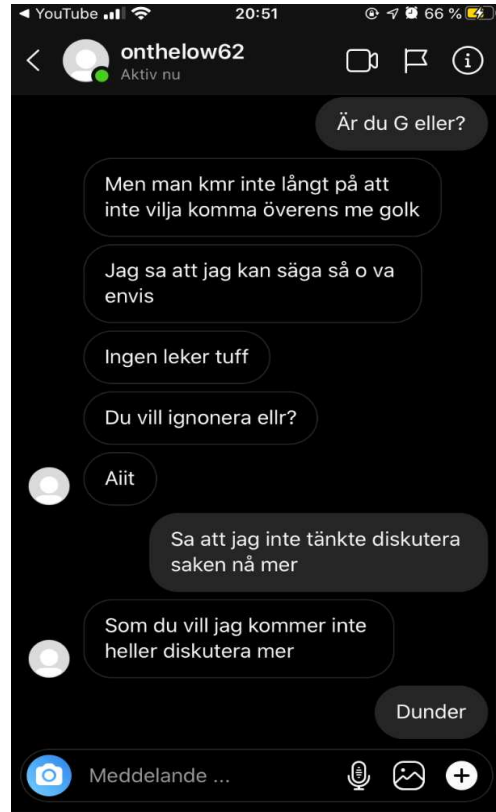 YouTube 20:51 66 %
onthelow62
Aktiv nu
Är du G eller?
Men man kmr inte långt på att
inte vilja komma överens me golk
Jag sa att jag kan säga så o va
envis
Ingen leker tuff
Du vill ignonera ellr?
Aiit
Sa att jag inte tänkte diskutera
saken nå mer
Som du vill jag kommer inte
heller diskutera mer
Dunder
Meddelande ...